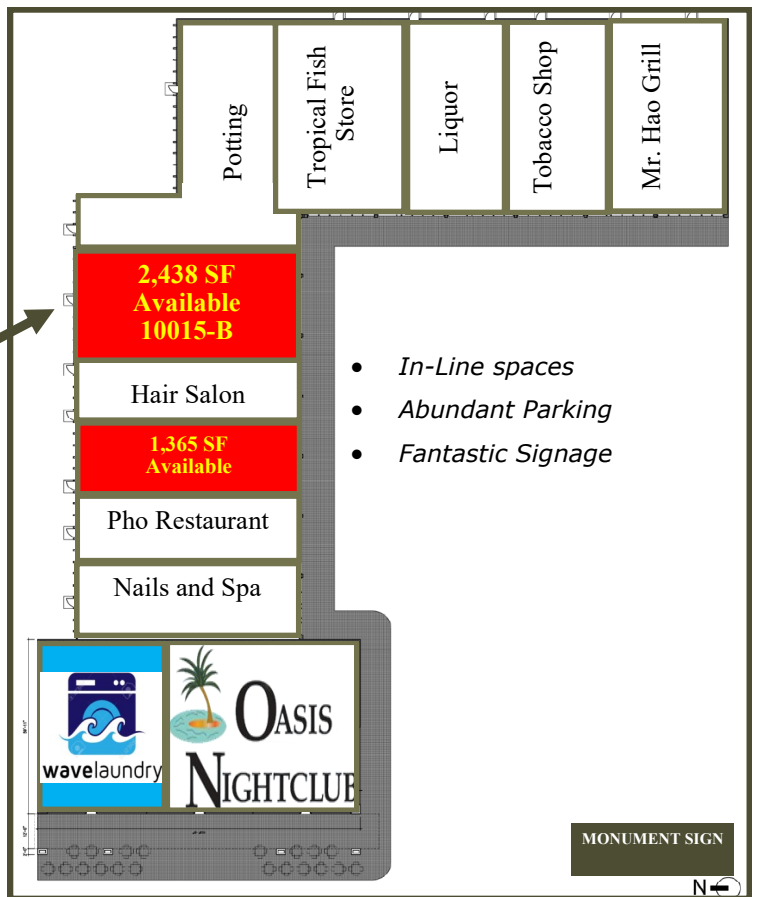 Potting
Tropical Fish
Store
Liquor
Tobacco Shop
Mr. Hao Grill
2,438 SF
Available
10015-B
Hair Salon
1,365 SF
Available
Pho Restaurant
Nails and Spa
• In-Line spaces
• Abundant Parking
• Fantastic Signage
wavelaundry
OASIS
NIGHTCLUB
MONUMENT SIGN
N